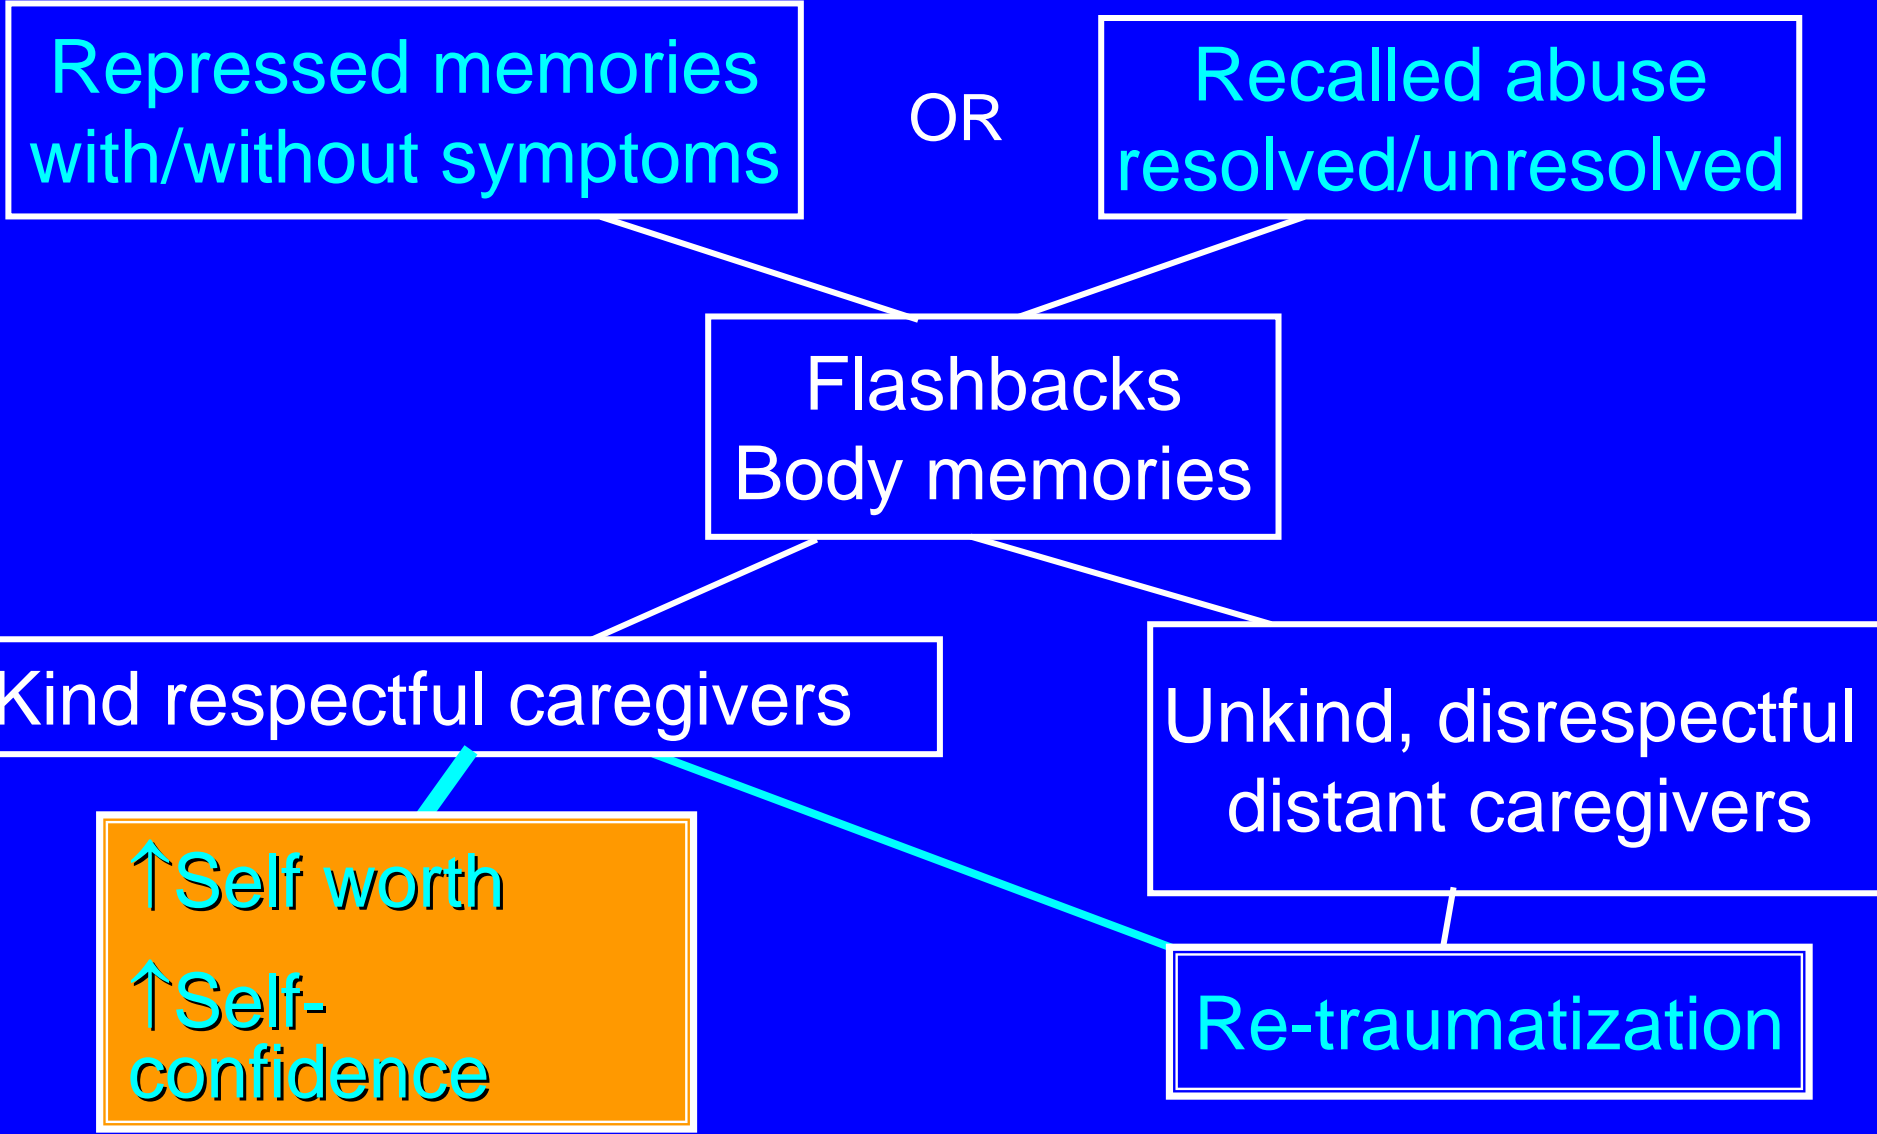 Repressed memories
with/without symptoms
OR
Recalled abuse
resolved/unresolved
Flashbacks
Body memories
Kind respectful caregivers
Unkind, disrespectful
distant caregivers
↑Self worth
↑Self-
confidence
Re-traumatization